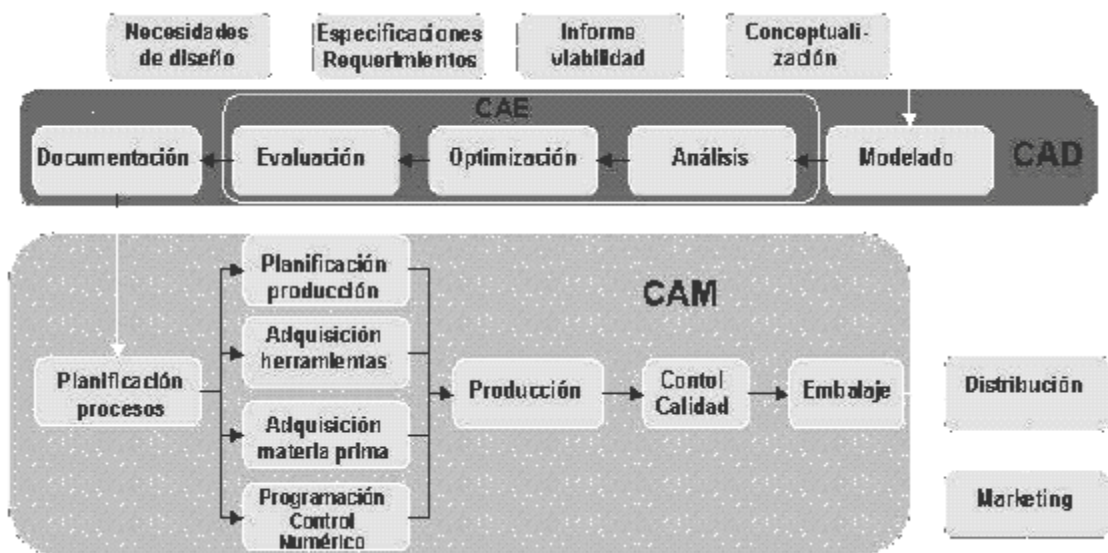 Necesidades
de diseño
Especificaciones
Requerimientos
Informe
viabilidad
Conceptuali-
zación
CAE
Documentación
Evaluación
Optimización
Análisis
Modelado
CAD
CAM
Planificación
producción
Adquisición
herramientas
Planificación
procesos
Adquisición
materia prima
Programación
Control
Numérico
Producción
Contol
Calidad
Embalaje
Distribución
Marketing